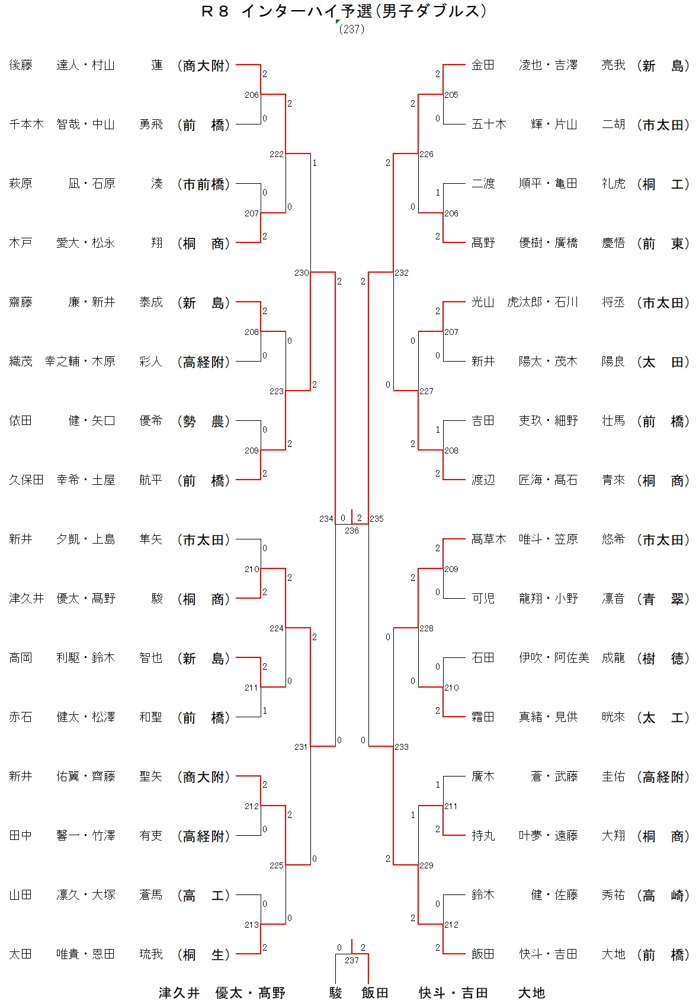 R8 インターハイ予選(男子ダブルス)
(237)
後藤 達人・村山 蓮 (商大附) 2 2 金田 凌也・吉澤 亮我 (新 島)
206 2 2 205
千本木 智哉・中山 勇飛 (前 橋) 0 0 五十木 輝・片山 二胡 (市太田)
222 1 2 226
萩原 凪・石原 湊 (市前橋) 0 1 二渡 順平・亀田 礼虎 (桐 工)
207 0 0 206
木戸 愛大・松永 翔 (桐 商) 2 2 髙野 優樹・廣橋 慶悟 (前 東)
230 2 2 232
齋藤 廉・新井 泰成 (新 島) 2 2 光山 虎汰郎・石川 将丞 (市太田)
208 0 0 207
織茂 幸之輔・木原 彩人 (高経附) 0 0 新井 陽太・茂木 陽良 (太 田)
223 2 0 227
依田 健・矢口 優希 (勢 農) 0 1 吉田 吏玖・細野 壮馬 (前 橋)
209 2 2 208
久保田 幸希・土屋 航平 (前 橋) 2 2 渡辺 匠海・髙石 青來 (桐 商)
234 0 2 235
236
新井 夕凱・上島 隼矢 (市太田) 0 2 髙草木 唯斗・笠原 悠希 (市太田)
210 2 2 209
津久井 優太・髙野 駿 (桐 商) 2 0 可児 龍翔・小野 凛音 (青 翠)
224 2 0 228
高岡 利駆・鈴木 智也 (新 島) 2 0 石田 伊吹・阿佐美 成龍 (樹 徳)
211 0 0 210
赤石 健太・松澤 和聖 (前 橋) 1 2 霜田 真緒・見供 晄來 (太 工)
231 0 0 233
新井 佑翼・齊藤 聖矢 (商大附) 2 1 廣木 蒼・武藤 圭佑 (高経附)
212 2 1 211
田中 馨一・竹澤 有吏 (高経附) 0 2 持丸 叶夢・遠藤 大翔 (桐 商)
225 0 2 229
山田 凛久・大塚 蒼馬 (高 工) 0 0 鈴木 健・佐藤 秀祐 (高 崎)
213 0 2 212
太田 唯貴・恩田 琉我 (桐 生) 2 0 2 2 飯田 快斗・吉田 大地 (前 橋)
237
津久井 優太・髙野 駿 飯田 快斗・吉田 大地